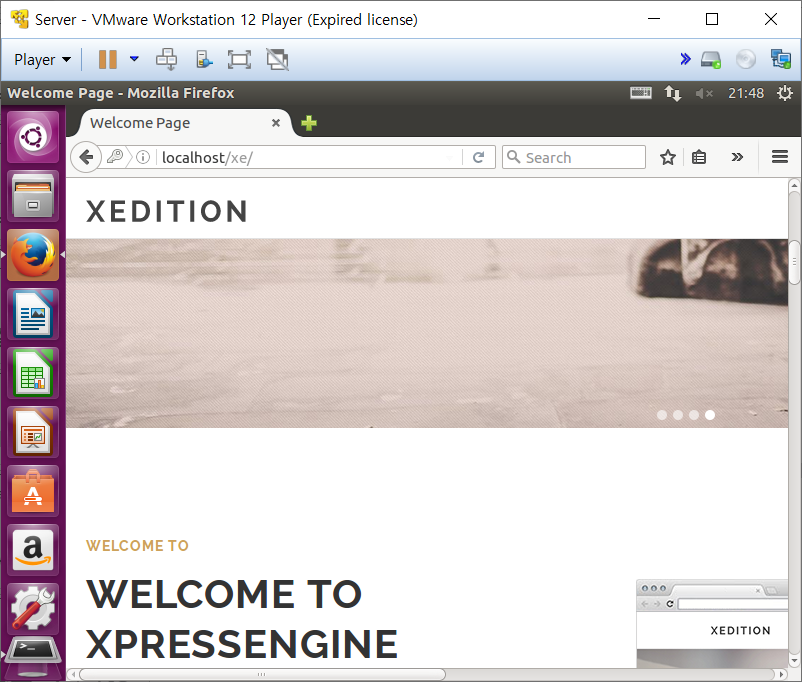 Server - VMware Workstation 12 Player (Expired license)
Player
Welcome Page - Mozilla Firefox
21:48
Welcome Page
localhost/xe/
Search
XEDITION
WELCOME TO
WELCOME TO
XPRESSENGINE
XEDITION